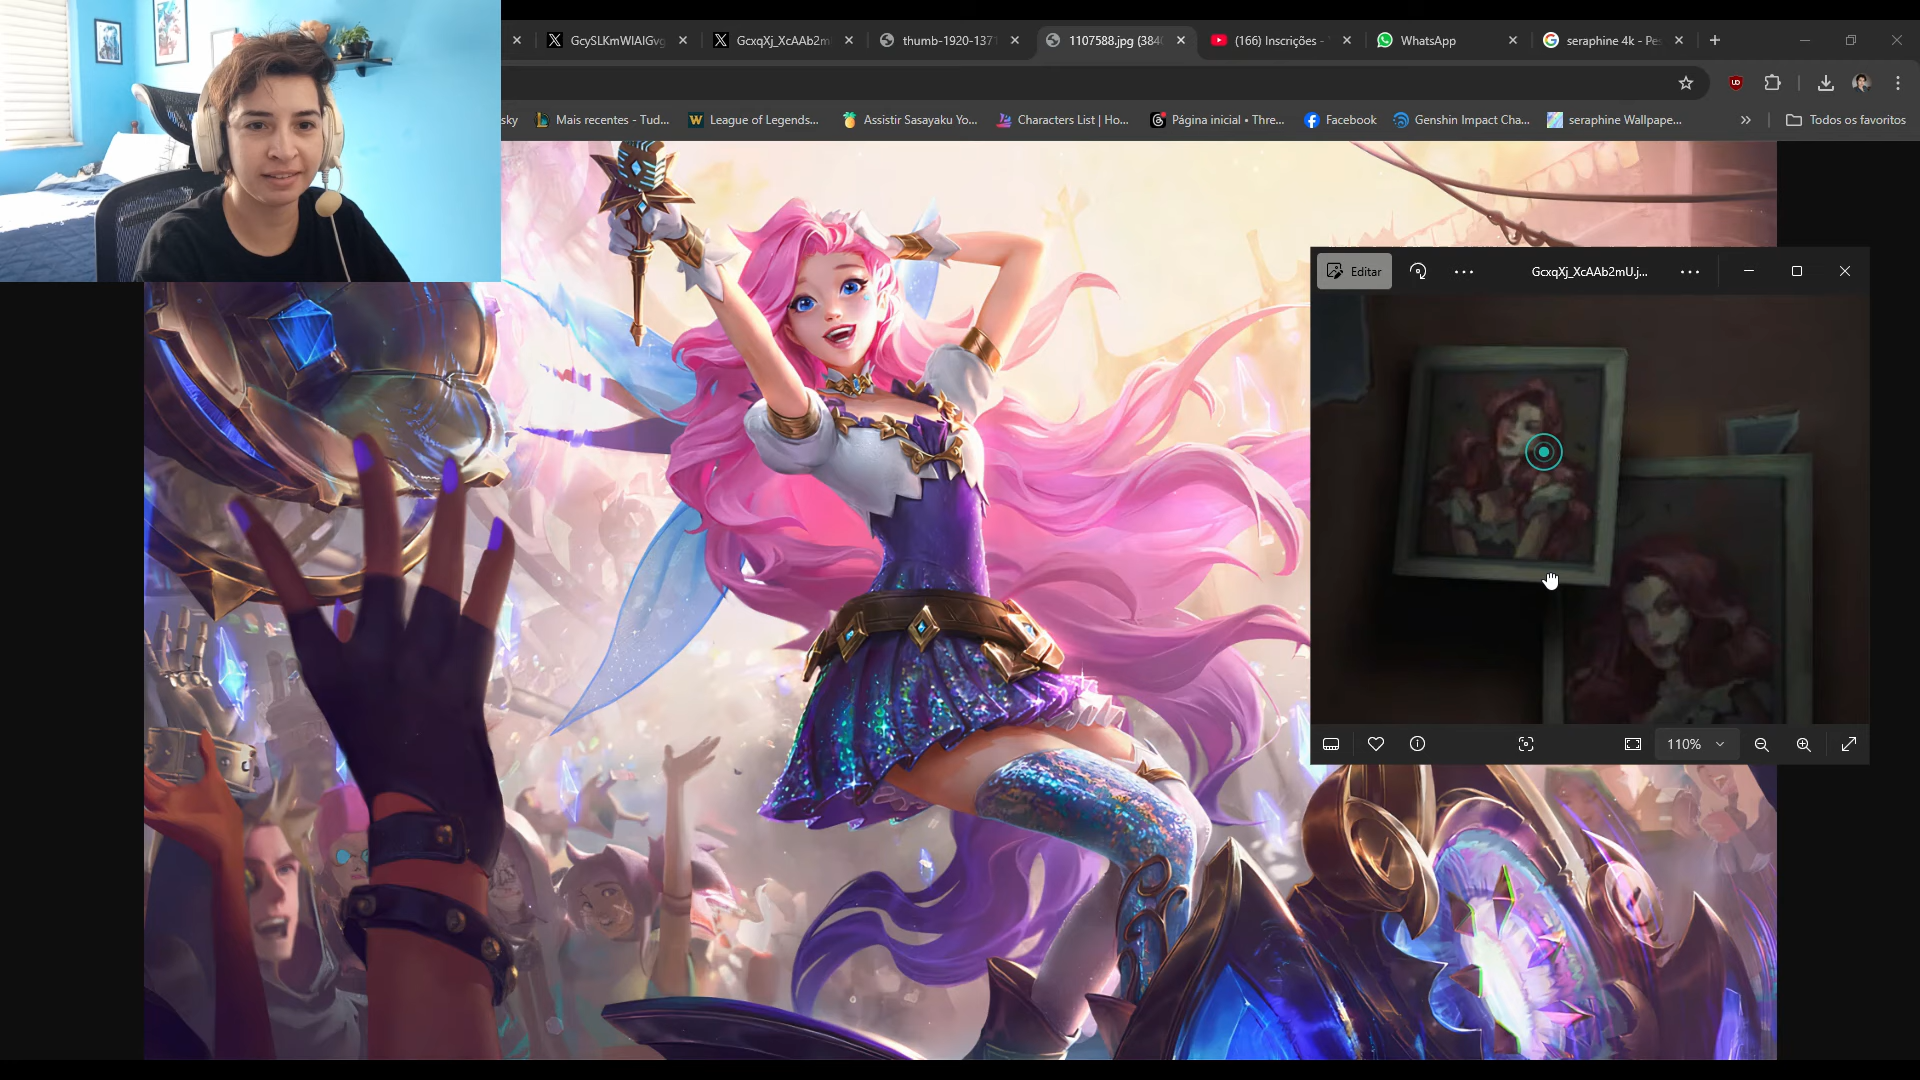 GcySLKmWIAIGvg
GcxqXj_XcAAb2m
thumb-1920-1371
1107588.jpg (384
(166) Inscrições -
WhatsApp
seraphine 4k - Pes
sky
Mais recentes - Tud...
League of Legends...
Assistir Sasayaku Yo...
Characters List | Ho...
Página inicial • Thre...
Facebook
Genshin Impact Cha...
seraphine Wallpape...
Todos os favoritos
Editar
GcxqXj_XcAAb2mU.j...
110%